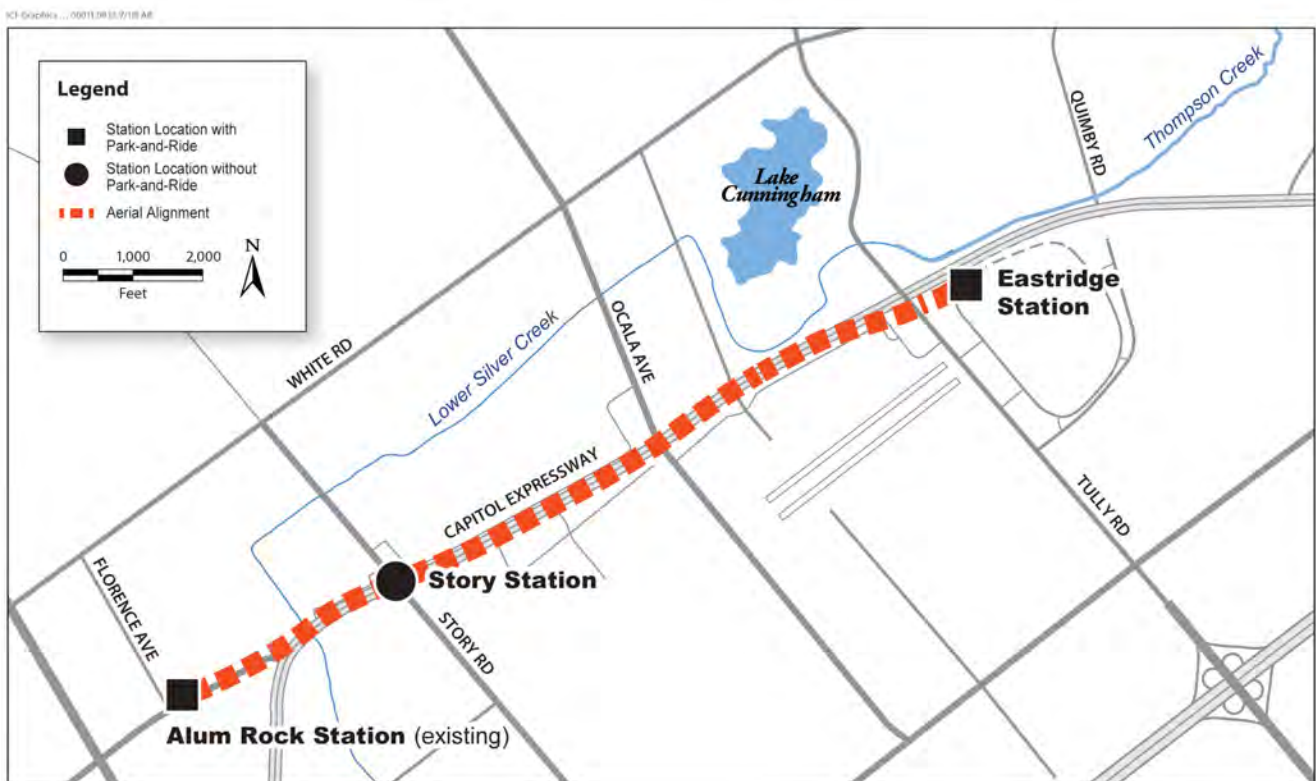 Legend
Station Location with
Park-and-Ride
Station Location without
Park-and-Ride
Aerial Alignment
0 1,000 2,000
Feet
N
Lake
Cunningham
QUIMBY RD
Thompson Creek
Eastridge
Station
OCALA AVE
WHITE RD
Lower Silver Creek
CAPITOL EXPRESSWAY
TULLY RD
FLORENCE AVE
Story Station
STORY RD
Alum Rock Station (existing)